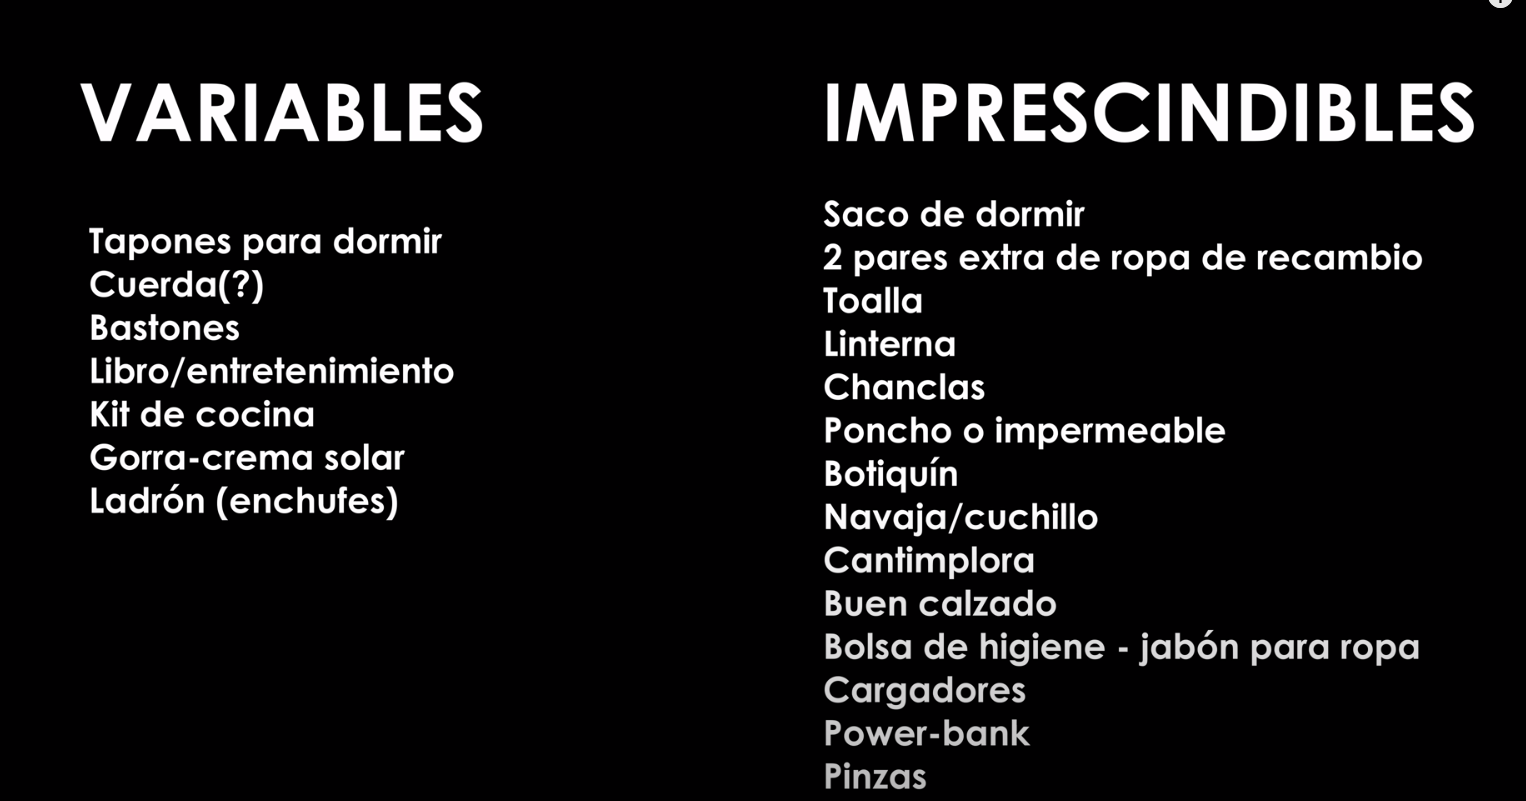 VARIABLES
Tapones para dormir
Cuerda(?)
Bastones
Libro/entretenimiento
Kit de cocina
Gorra-crema solar
Ladrón (enchufes)
IMPRESCINDIBLES
Saco de dormir
2 pares extra de ropa de recambio
Toalla
Linterna
Chanclas
Poncho o impermeable
Botiquín
Navaja/cuchillo
Cantimplora
Buen calzado
Bolsa de higiene - jabón para ropa
Cargadores
Power-bank
Pinzas